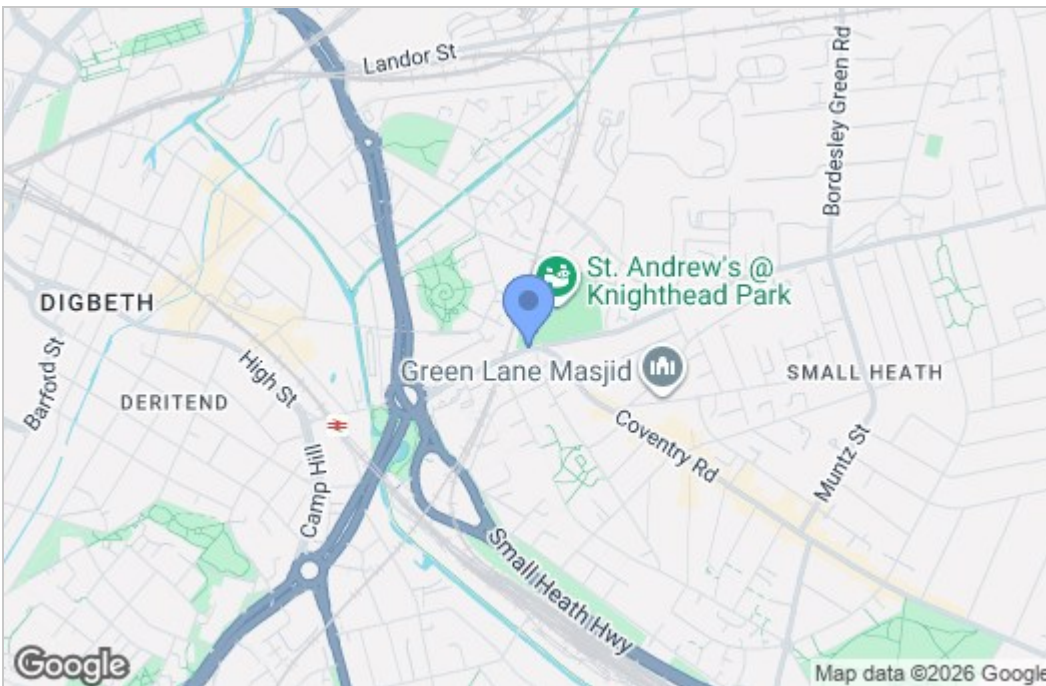 Landor St
Bordesley Green Rd
St. Andrew's @
Knighthead Park
DIGBETH
Barford St
High St
DERITEND
Camp Hill
Green Lane Masjid
SMALL HEATH
Coventry Rd
Muntz St
Small Heath Hwy
Google
Map data ©2026 Google